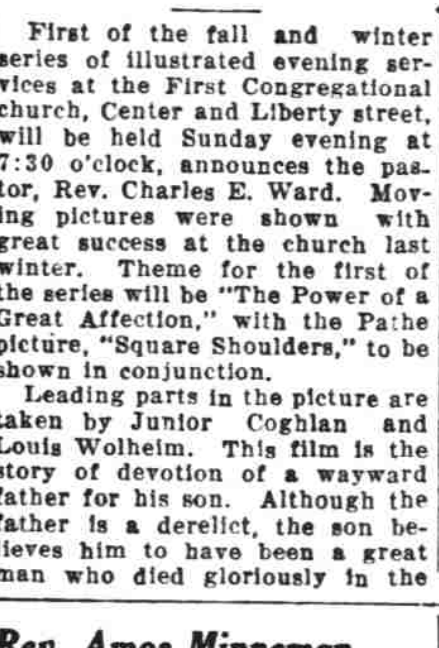 First of the fall and winter
series of illustrated evening ser-
vices at the First Congregational
church, Center and Liberty street,
will be held Sunday evening at
7:30 o'clock, announces the pas-
tor, Rev. Charles E. Ward. Mov-
ing pictures were shown with
great success at the church last
winter. Theme for the first of
the series will be "The Power of a
Great Affection," with the Pathe
picture, "Square Shoulders," to be
shown in conjunction.
Leading parts in the picture are
taken by Junior Coghlan and
Louis Wolheim. This film is the
story of devotion of a wayward
father for his son. Although the
father is a derelict, the son be-
lieves him to have been a great
man who died gloriously in the
Rev. Amos Minneman